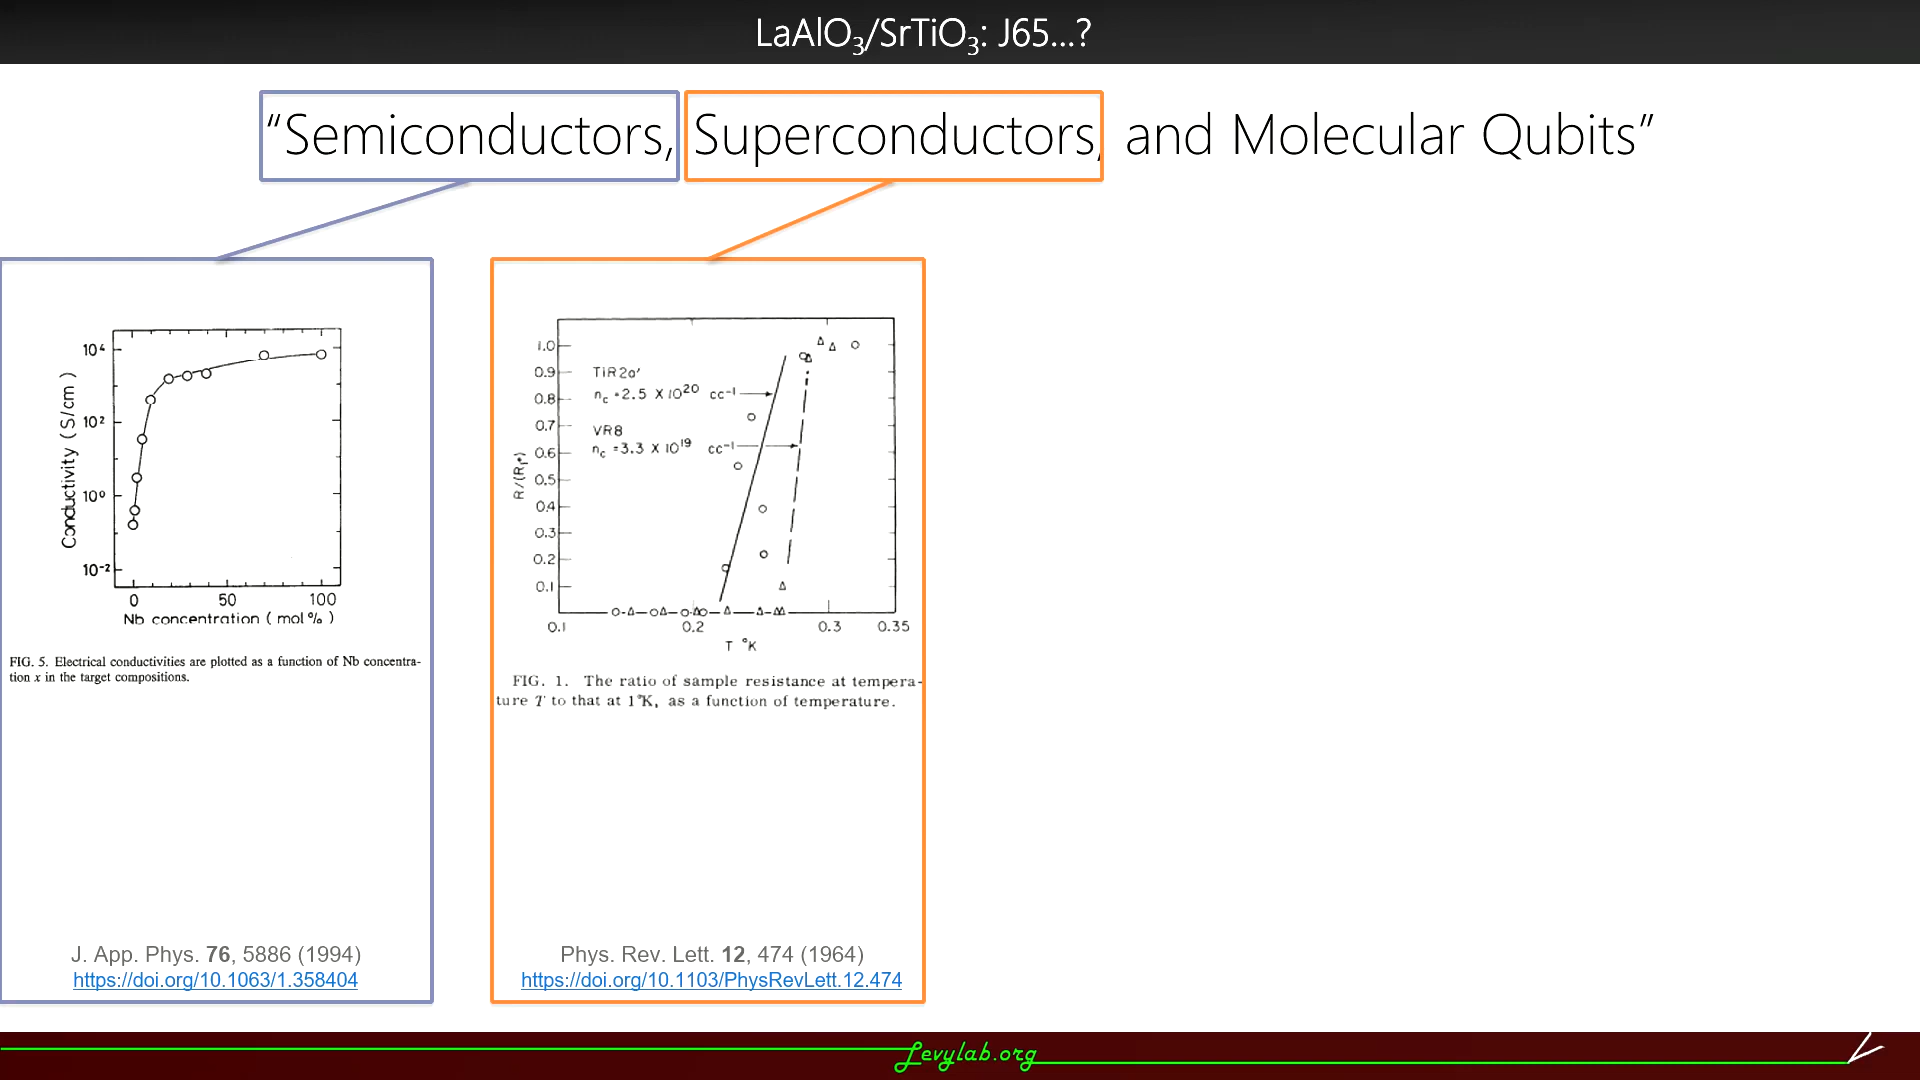 LaAlO₃/SrTiO₃: J65...?
“Semiconductors, Superconductors, and Molecular Qubits”
10⁴
10²
10⁰
10⁻²
Conductivity ( S/cm )
0 50 100
Nb concentration ( mol % )
FIG. 5. Electrical conductivities are plotted as a function of Nb concentra-
tion x in the target compositions.
J. App. Phys. 76, 5886 (1994)
https://doi.org/10.1063/1.358404
1.0
0.9
0.8
0.7
0.6
0.5
0.4
0.3
0.2
0.1
R/(R₁°)
TiR2a'
n_c = 2.5 X 10²⁰ cc⁻¹
VR8
n_c = 3.3 X 10¹⁹ cc⁻¹
0.1 0.2 0.3 0.35
T °K
FIG. 1. The ratio of sample resistance at tempera-
ture T to that at 1°K, as a function of temperature.
Phys. Rev. Lett. 12, 474 (1964)
https://doi.org/10.1103/PhysRevLett.12.474
Levylab.org